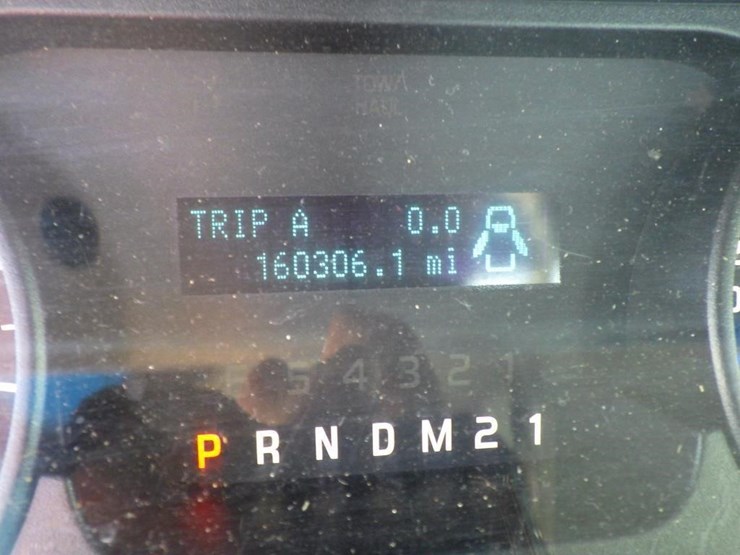 TOW/
HAUL
TRIP A 0.0
160306.1 mi
5 4 3 2 1
P R N D M 2 1